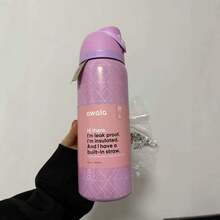 owala
Hi there.
I'm leak proof.
I'm insulated.
And I have a
built-in straw.